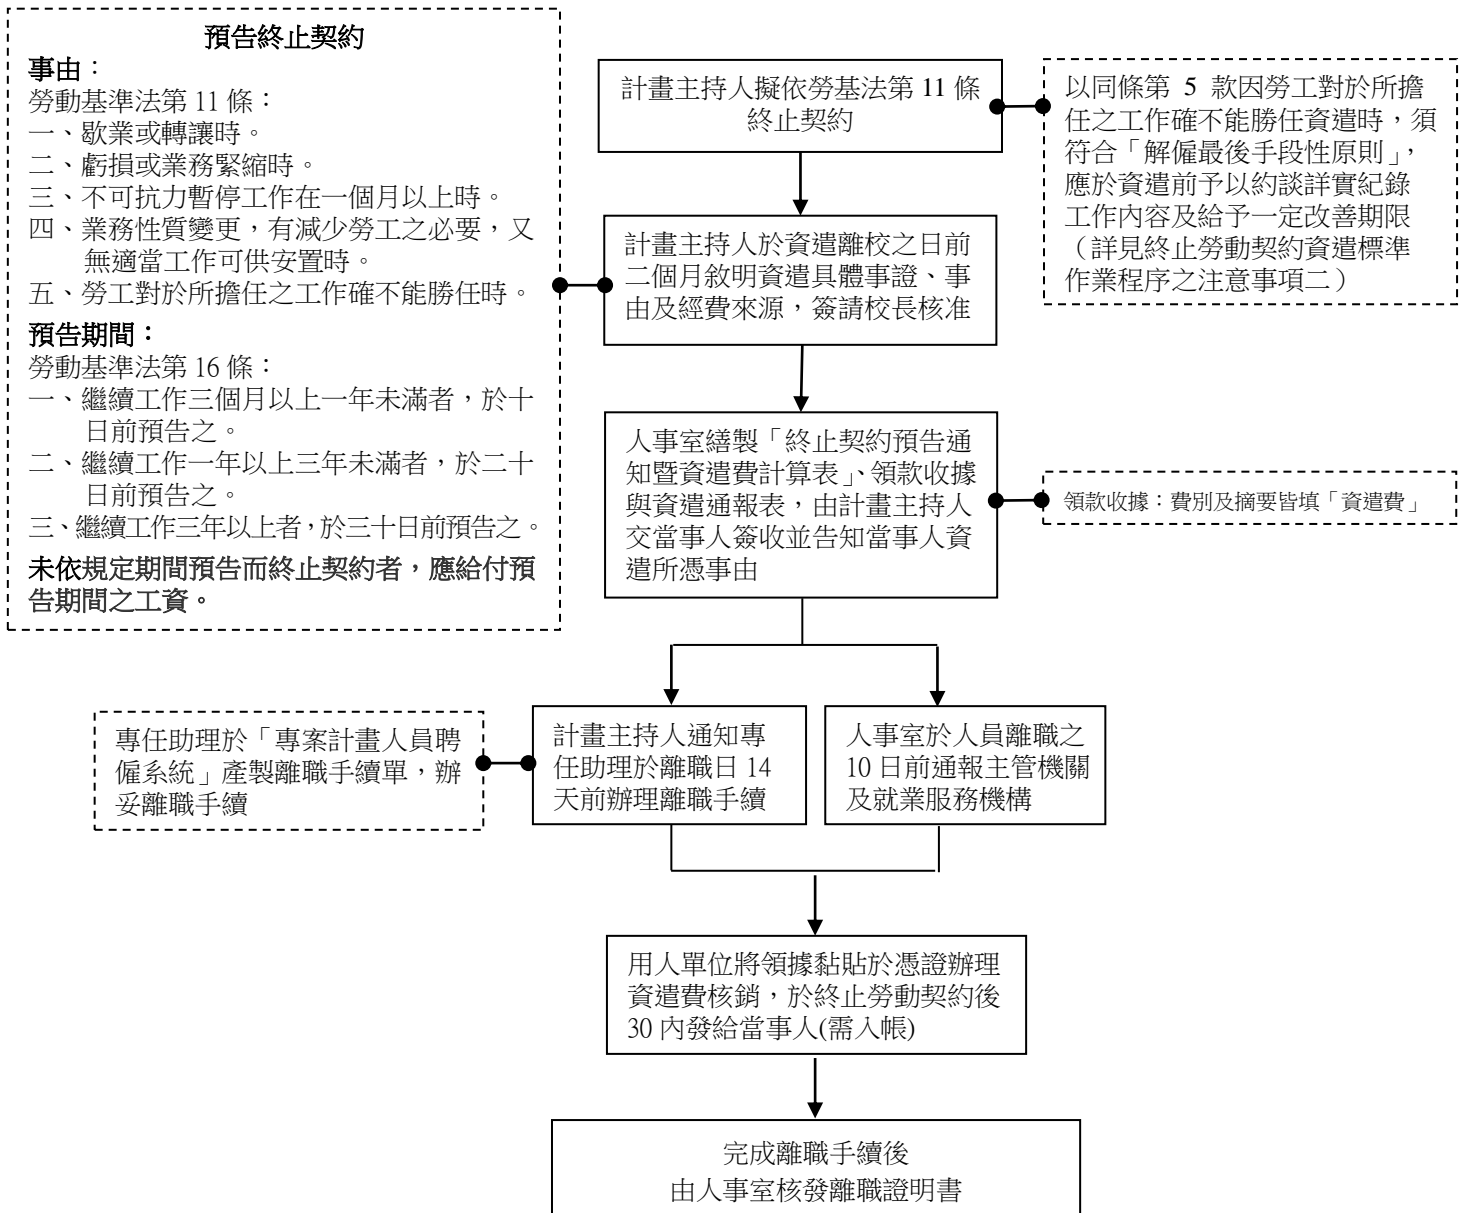 預告終止契約
事由：
勞動基準法第 11 條：
一、歇業或轉讓時。
二、虧損或業務緊縮時。
三、不可抗力暫停工作在一個月以上時。
四、業務性質變更，有減少勞工之必要，又
無適當工作可供安置時。
五、勞工對於所擔任之工作確不能勝任時。
預告期間：
勞動基準法第 16 條：
一、繼續工作三個月以上一年未滿者，於十
日前預告之。
二、繼續工作一年以上三年未滿者，於二十
日前預告之。
三、繼續工作三年以上者，於三十日前預告之。
未依規定期間預告而終止契約者，應給付預
告期間之工資。
計畫主持人擬依勞基法第 11 條
終止契約
以同條第 5 款因勞工對於所擔
任之工作確不能勝任資遣時，須
符合「解僱最後手段性原則」，
應於資遣前予以約談詳實紀錄
工作內容及給予一定改善期限
（詳見終止勞動契約資遣標準
作業程序之注意事項二）
計畫主持人於資遣離校之日前
二個月敘明資遣具體事證、事
由及經費來源，簽請校長核准
人事室繕製「終止契約預告通
知暨資遣費計算表」、領款收據
與資遣通報表，由計畫主持人
交當事人簽收並告知當事人資
遣所憑事由
領款收據：費別及摘要皆填「資遣費」
專任助理於「專案計畫人員聘
僱系統」產製離職手續單，辦
妥離職手續
計畫主持人通知專
任助理於離職日 14
天前辦理離職手續
人事室於人員離職之
10 日前通報主管機關
及就業服務機構
用人單位將領據黏貼於憑證辦理
資遣費核銷，於終止勞動契約後
30 內發給當事人(需入帳)
完成離職手續後
由人事室核發離職證明書